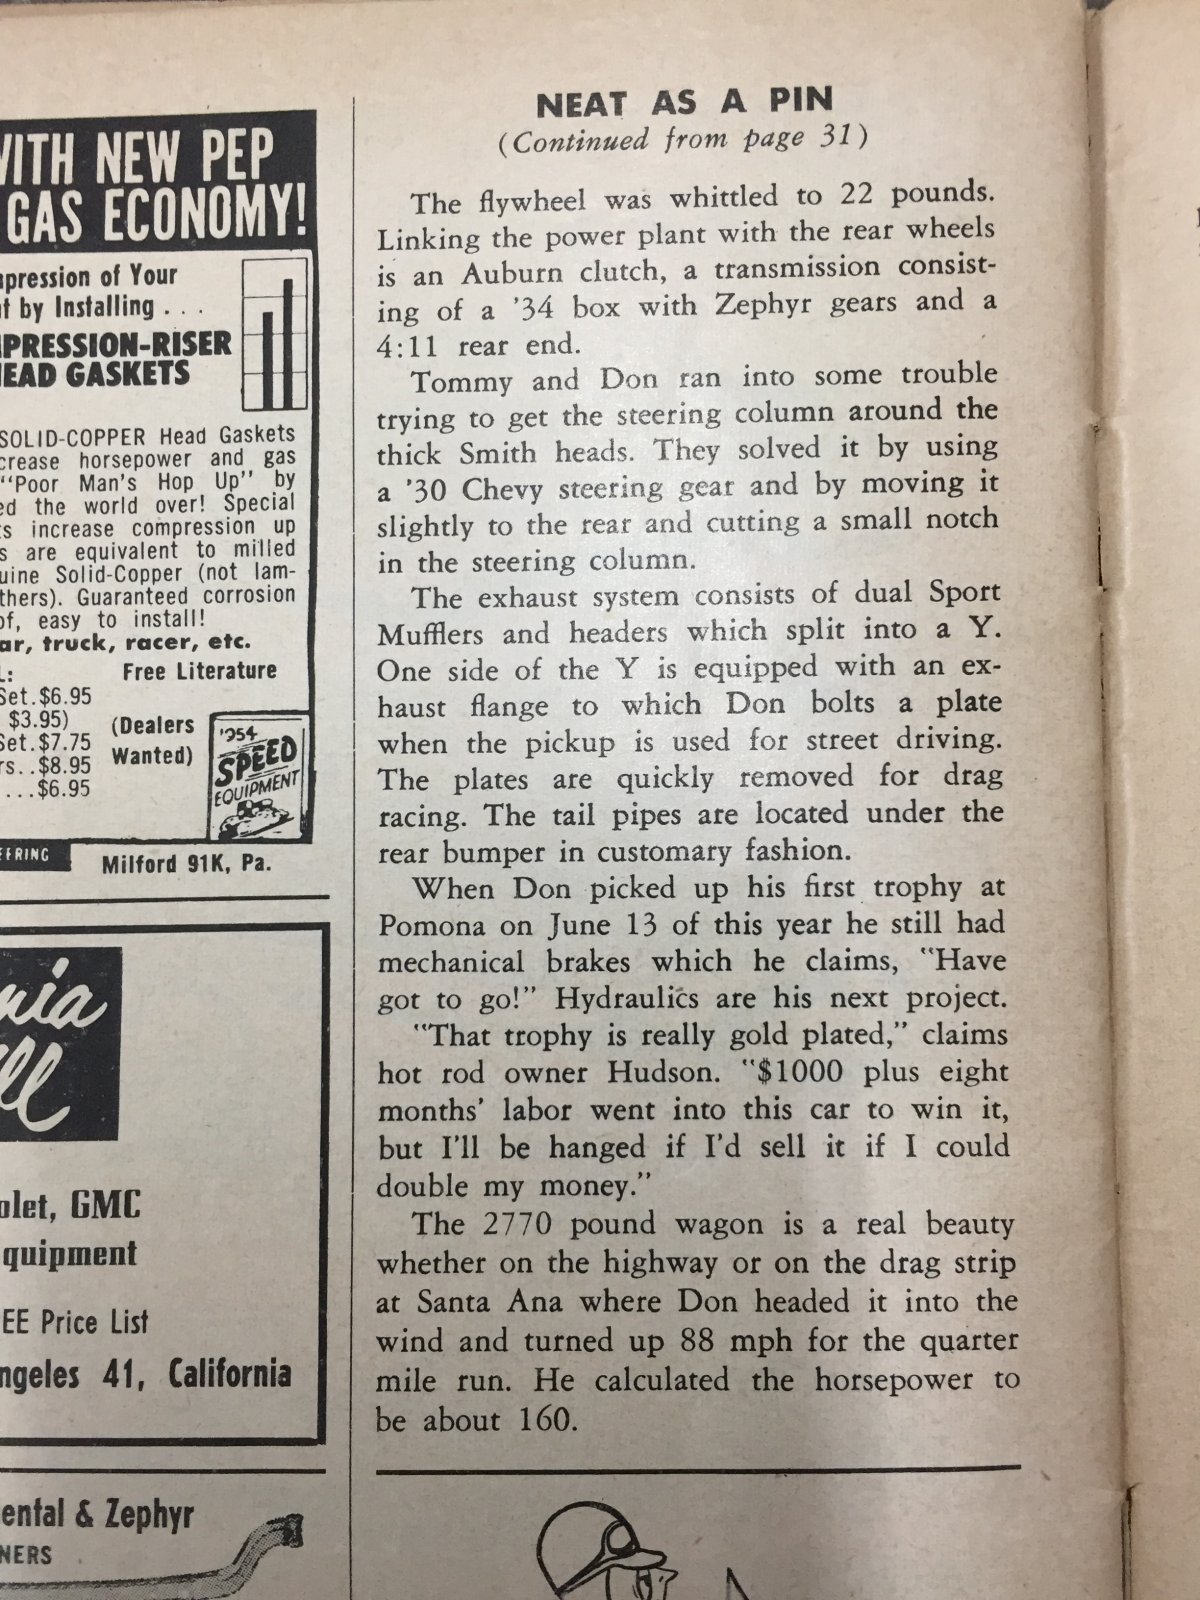 WITH NEW PEP
GAS ECONOMY!
of Your
by Installing . . .
HEAD GASKETS
SOLID-COPPER Head Gaskets
horsepower and gas
"Poor Man's Hop Up" by
the world over! Special
increase compression up
are equivalent to milled
Solid-Copper (not lam-
Guaranteed corrosion
easy to install!
truck, racer, etc.
Free Literature
Set.$6.95
$3.95)
Set.$7.75
$8.95
...$6.95
(Dealers
Wanted)
SPEED
EQUIPMENT
Milford 91K, Pa.
GMC
EE Price List
41, California
& Zephyr
NEAT AS A PIN
(Continued from page 31)
The flywheel was whittled to 22 pounds.
Linking the power plant with the rear wheels
is an Auburn clutch, a transmission consist-
ing of a '34 box with Zephyr gears and a
4:11 rear end.
Tommy and Don ran into some trouble
trying to get the steering column around the
thick Smith heads. They solved it by using
a '30 Chevy steering gear and by moving it
slightly to the rear and cutting a small notch
in the steering column.
The exhaust system consists of dual Sport
Mufflers and headers which split into a Y.
One side of the Y is equipped with an ex-
haust flange to which Don bolts a plate
when the pickup is used for street driving.
The plates are quickly removed for drag
racing. The tail pipes are located under the
rear bumper in customary fashion.
When Don picked up his first trophy at
Pomona on June 13 of this year he still had
mechanical brakes which he claims, "Have
got to go!" Hydraulics are his next project.
"That trophy is really gold plated," claims
hot rod owner Hudson. "$1000 plus eight
months' labor went into this car to win it,
but I'll be hanged if I'd sell it if I could
double my money."
The 2770 pound wagon is a real beauty
whether on the highway or on the drag strip
at Santa Ana where Don headed it into the
wind and turned up 88 mph for the quarter
mile run. He calculated the horsepower to
be about 160.